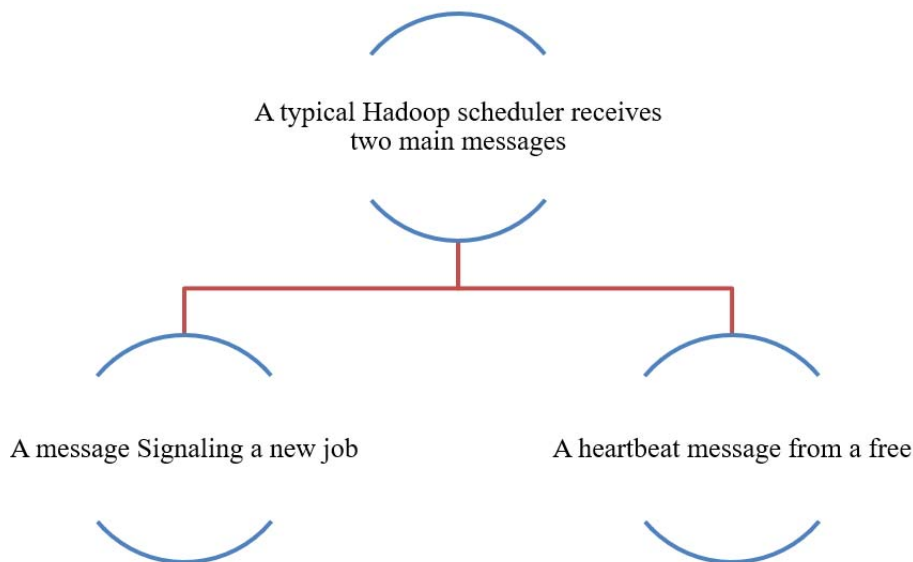 A typical Hadoop scheduler receives
two main messages
A message Signaling a new job
A heartbeat message from a free